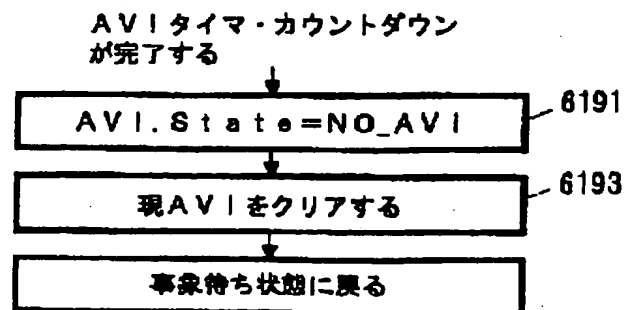 AVIタイマ・カウントダウン
が完了する
AVI.State=NO_AVI
6191
現AVIをクリアする
6193
事象待ち状態に戻る